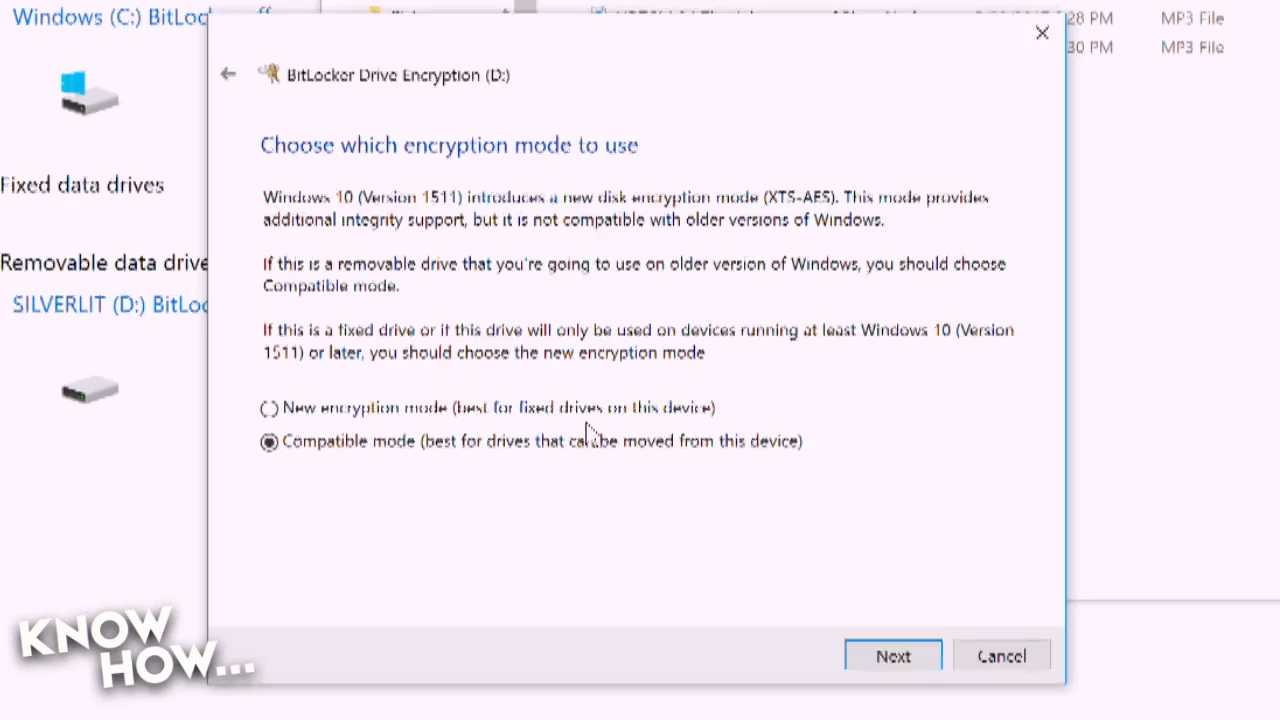 Windows (C:) BitLoc
28 PM MP3 File
30 PM MP3 File
BitLocker Drive Encryption (D:)
Choose which encryption mode to use
Fixed data drives
Windows 10 (Version 1511) introduces a new disk encryption mode (XTS-AES). This mode provides
additional integrity support, but it is not compatible with older versions of Windows.
Removable data drive
If this is a removable drive that you're going to use on older version of Windows, you should choose
Compatible mode.
SILVERLIT (D:) BitLoc
If this is a fixed drive or if this drive will only be used on devices running at least Windows 10 (Version
1511) or later, you should choose the new encryption mode
New encryption mode (best for fixed drives on this device)
Compatible mode (best for drives that can be moved from this device)
KNOW
HOW...
Next
Cancel